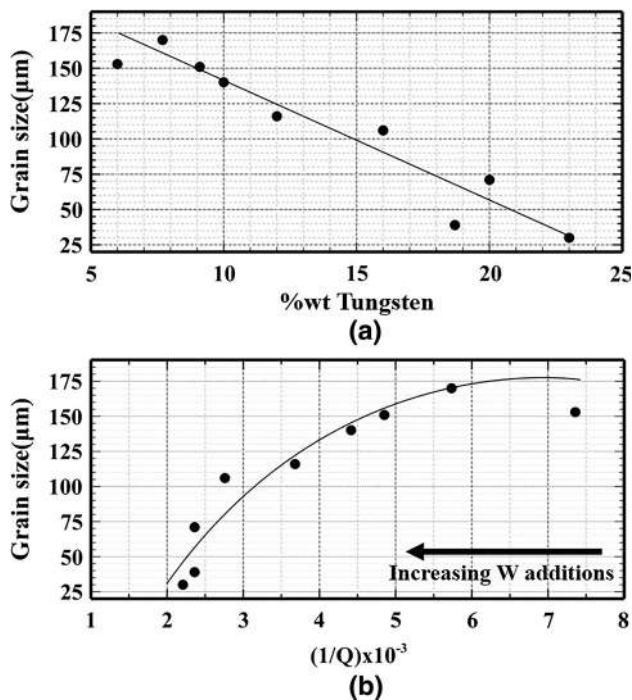 175
150
125
100
75
50
25
Grain size(μm)
5 10 15 20 25
%wt Tungsten
(a)
175
150
125
100
75
50
25
Grain size(μm)
Increasing W additions
1 2 3 4 5 6 7 8
(1/Q)x10⁻³
(b)